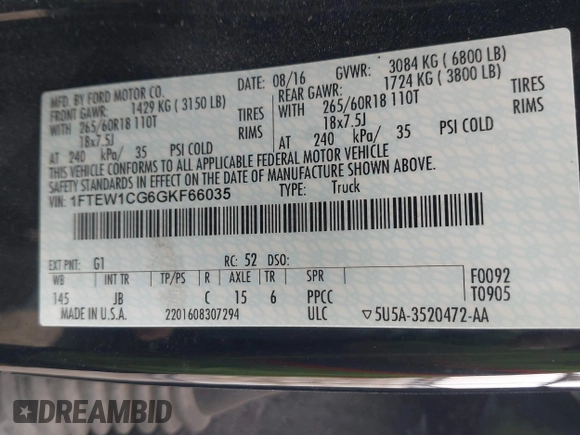 MFD. BY FORD MOTOR CO.
DATE: 08/16 GVWR: 3084 KG ( 6800 LB)
FRONT GAWR: 1429 KG ( 3150 LB)
REAR GAWR: 1724 KG ( 3800 LB)
WITH 265/60R18 110T TIRES
265/60R18 110T TIRES
WITH 18x7.5J RIMS
18x7.5J RIMS
AT 240 kPa/ 35 PSI COLD
AT 240 kPa/ 35 PSI COLD
THIS VEHICLE CONFORMS TO ALL APPLICABLE FEDERAL MOTOR VEHICLE
SAFETY STANDARDS IN EFFECT ON THE DATE OF MANUFACTURE SHOWN ABOVE.
VIN: 1FTEW1CG6GKF66035 TYPE: Truck
EXT PNT: G1 RC: 52 DSO:
WB INT TR TP/PS R AXLE TR SPR F0092
145 JB C 15 6 PPCC T0905
MADE IN U.S.A. 2201608307294 ULC ▽5U5A-3520472-AA
DREAMBID